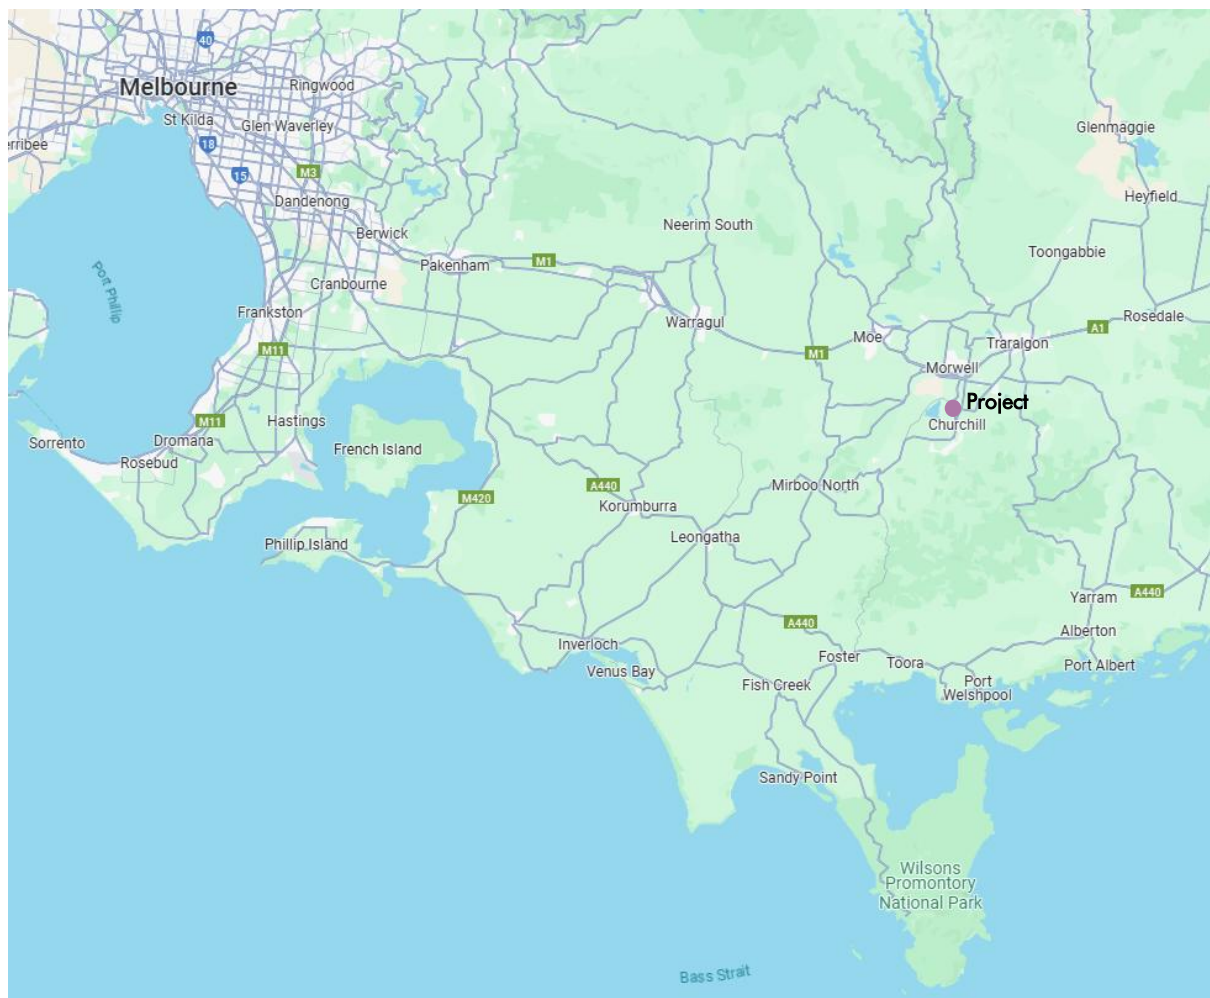 40
Melbourne
Ringwood
St Kilda
Glen Waverley
Glenmaggie
erribee
18
M3
15
Heyfield
Dandenong
Neerim South
Berwick
Toongabbie
M1
Pakenham
Port Phillip
Cranbourne
Frankston
Rosedale
Warragul
A1
Moe
Traralgon
M11
M1
Morwell
Project
Hastings
M11
Churchill
Sorrento
Dromana
French Island
Rosebud
A440
Mirboo North
M420
Korumburra
Leongatha
Phillip Island
A440
Yarram
A440
Alberton
Inverloch
Foster
Toora
Port Albert
Venus Bay
Fish Creek
Port
Welshpool
Sandy Point
Wilsons
Promontory
National Park
Bass Strait